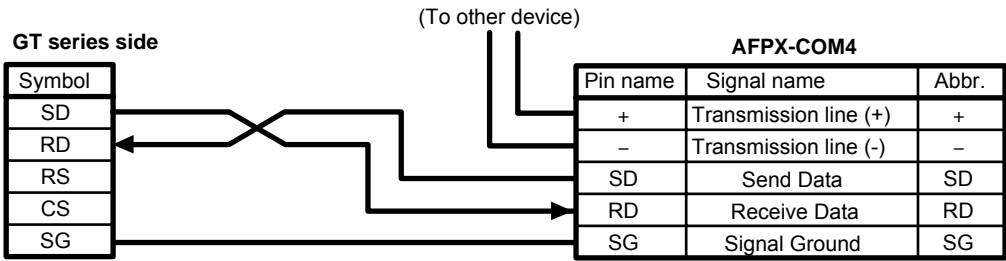 (To other device)
GT series side
AFPX-COM4
Symbol
SD
RD
RS
CS
SG
Pin name Signal name Abbr.
+ Transmission line (+) +
− Transmission line (-) −
SD Send Data SD
RD Receive Data RD
SG Signal Ground SG